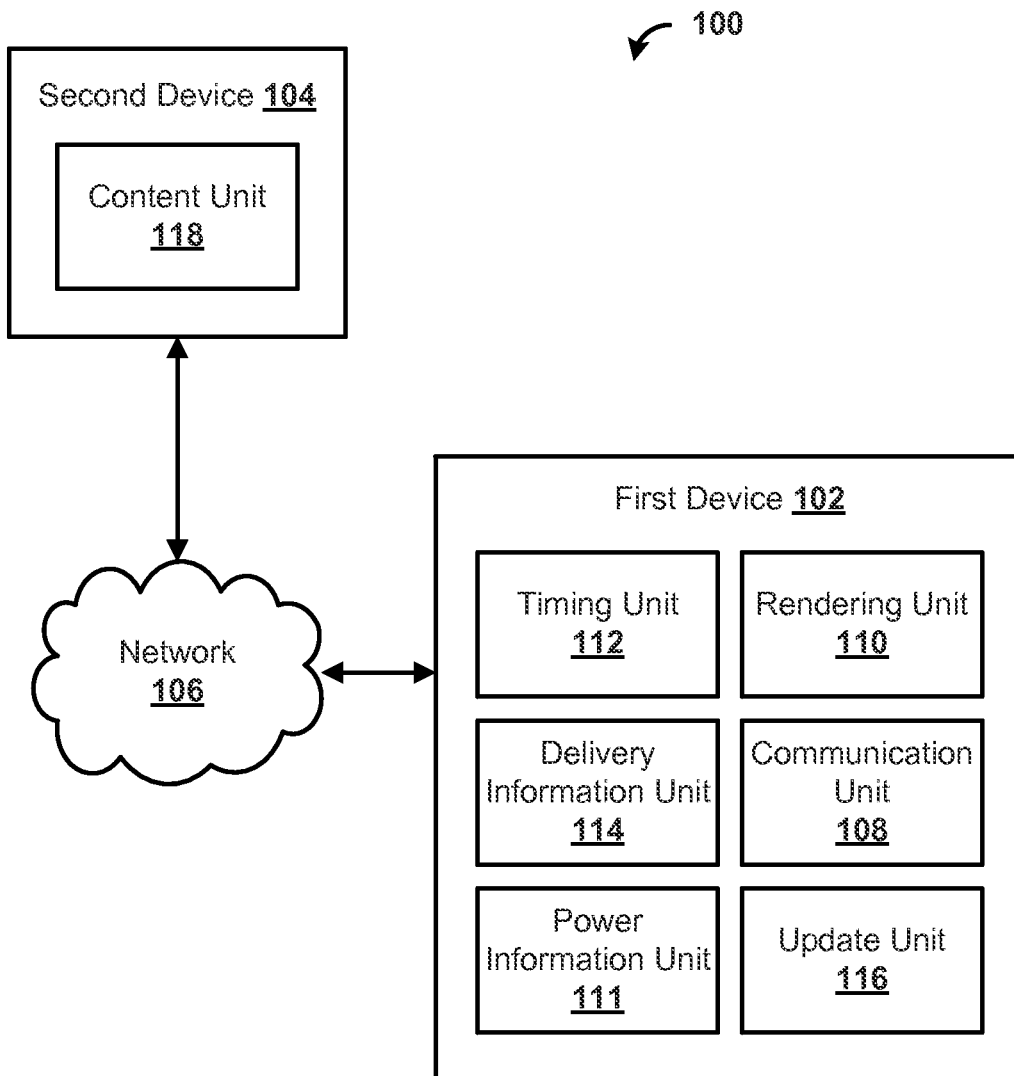 100
Second Device 104
Content Unit
118
Network
106
First Device 102
Timing Unit
112
Rendering Unit
110
Delivery
Information Unit
114
Communication
Unit
108
Power
Information Unit
111
Update Unit
116